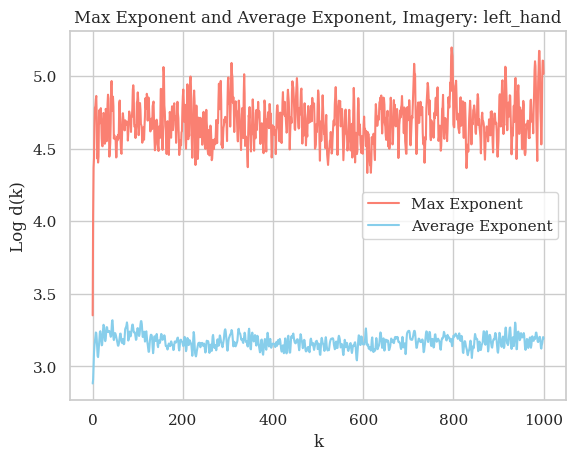 Max Exponent and Average Exponent, Imagery: left_hand
Log d(k)
5.0
4.5
4.0
3.5
3.0
Max Exponent
Average Exponent
0 200 400 600 800 1000
k